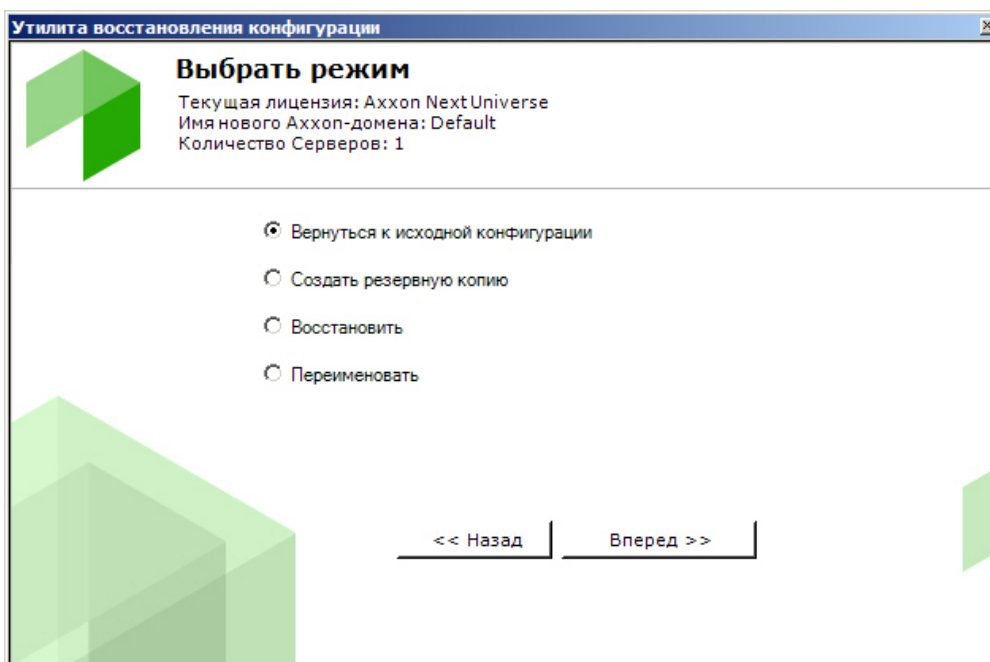 Утилита восстановления конфигурации
Выбрать режим
Текущая лицензия: Axxon Next Universe
Имя нового Axxon-домена: Default
Количество Серверов: 1
Вернуться к исходной конфигурации
Создать резервную копию
Восстановить
Переименовать
<< Назад
Вперед >>